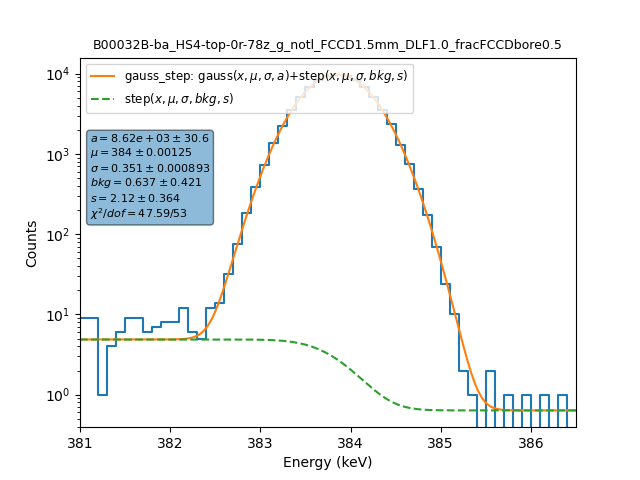 B00032B-ba_HS4-top-0r-78z_g_notl_FCCD1.5mm_DLF1.0_fracFCCDbore0.5
gauss_step: gauss(x, μ, σ, a)+step(x, μ, σ, bkg, s)
step(x, μ, σ, bkg, s)
a = 8.62e + 03 ± 30.6
μ = 384 ± 0.00125
σ = 0.351 ± 0.000893
bkg = 0.637 ± 0.421
s = 2.12 ± 0.364
χ²/dof = 47.59/53
10⁴
10³
10²
10¹
10⁰
Counts
381 382 383 384 385 386
Energy (keV)